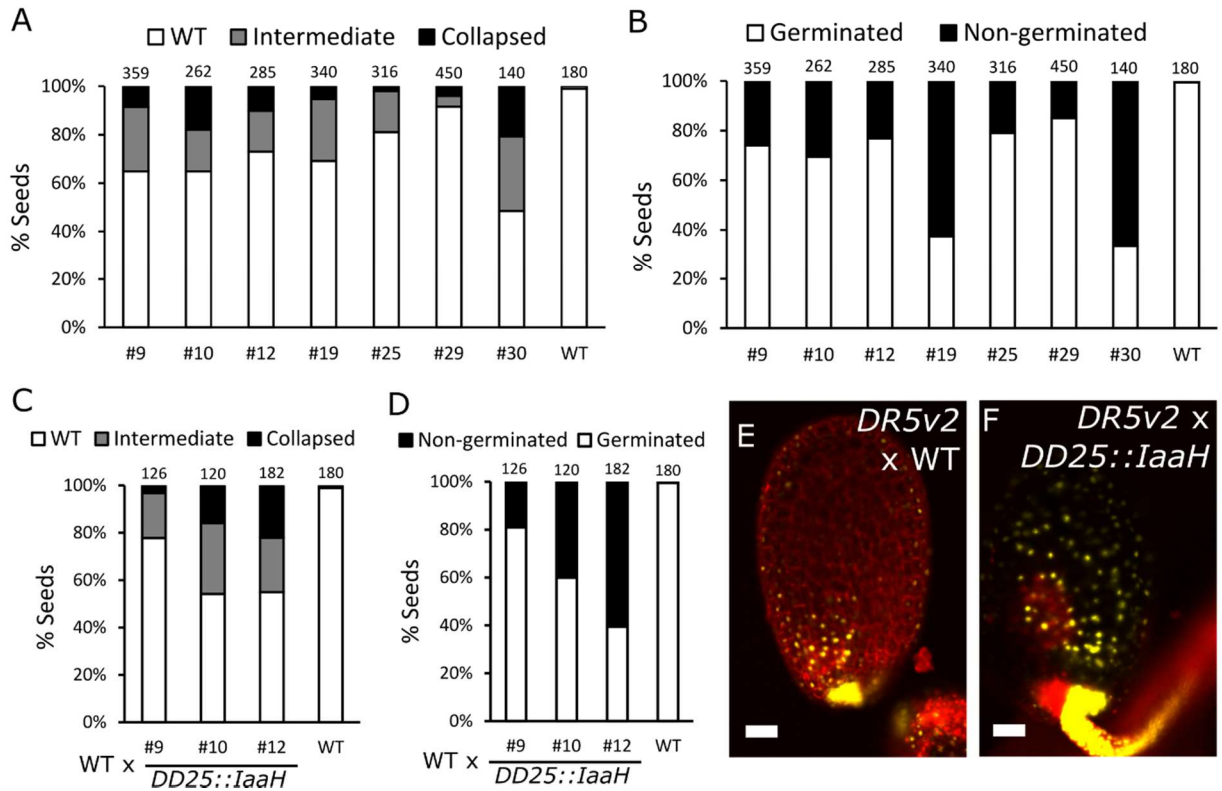 A
WT Intermediate Collapsed
359 262 285 340 316 450 140 180
100%
80%
60%
40%
20%
0%
% Seeds
#9 #10 #12 #19 #25 #29 #30 WT
B
Germinated Non-germinated
359 262 285 340 316 450 140 180
100%
80%
60%
40%
20%
0%
% Seeds
#9 #10 #12 #19 #25 #29 #30 WT
C
WT Intermediate Collapsed
126 120 182 180
100%
80%
60%
40%
20%
0%
% Seeds
#9 #10 #12 WT
WT x
DD25::IaaH
D
Non-germinated Germinated
126 120 182 180
100%
80%
60%
40%
20%
0%
% Seeds
#9 #10 #12 WT
WT x
DD25::IaaH
E
DR5v2
x WT
F
DR5v2 x
DD25::IaaH